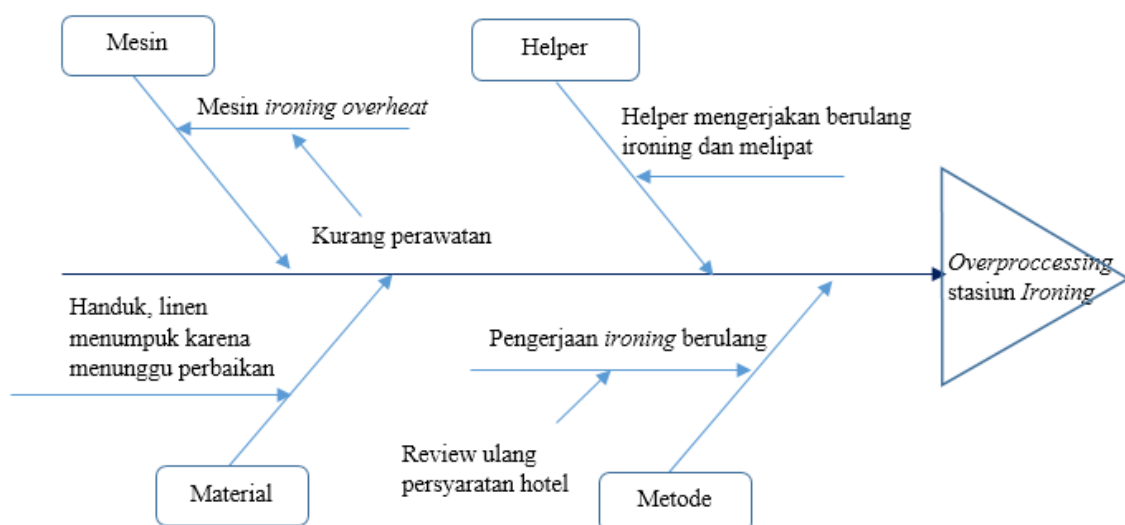 Mesin
Helper
Mesin ironing overheat
Helper mengerjakan berulang
ironing dan melipat
Kurang perawatan
Overproccessing
stasiun Ironing
Handuk, linen
menumpuk karena
menunggu perbaikan
Pengerjaan ironing berulang
Review ulang
persyaratan hotel
Material
Metode